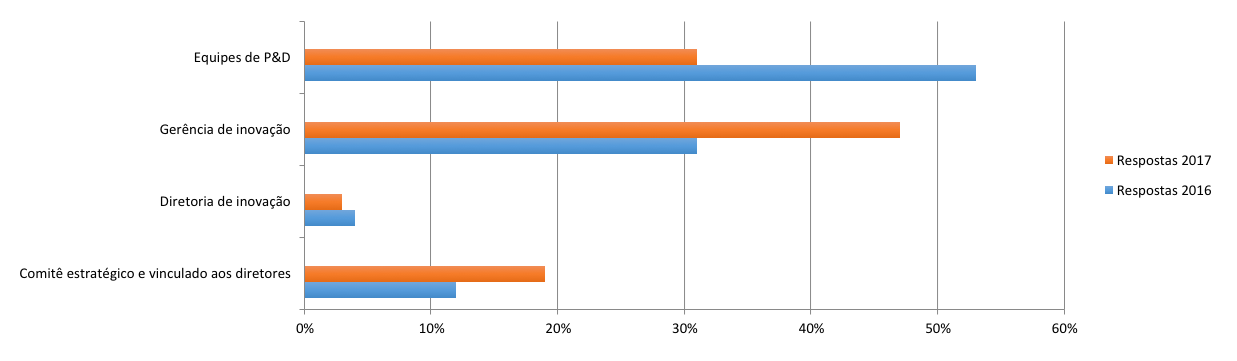 Equipes de P&D
Gerência de inovação
Diretoria de inovação
Comitê estratégico e vinculado aos diretores
0% 10% 20% 30% 40% 50% 60%
Respostas 2017
Respostas 2016